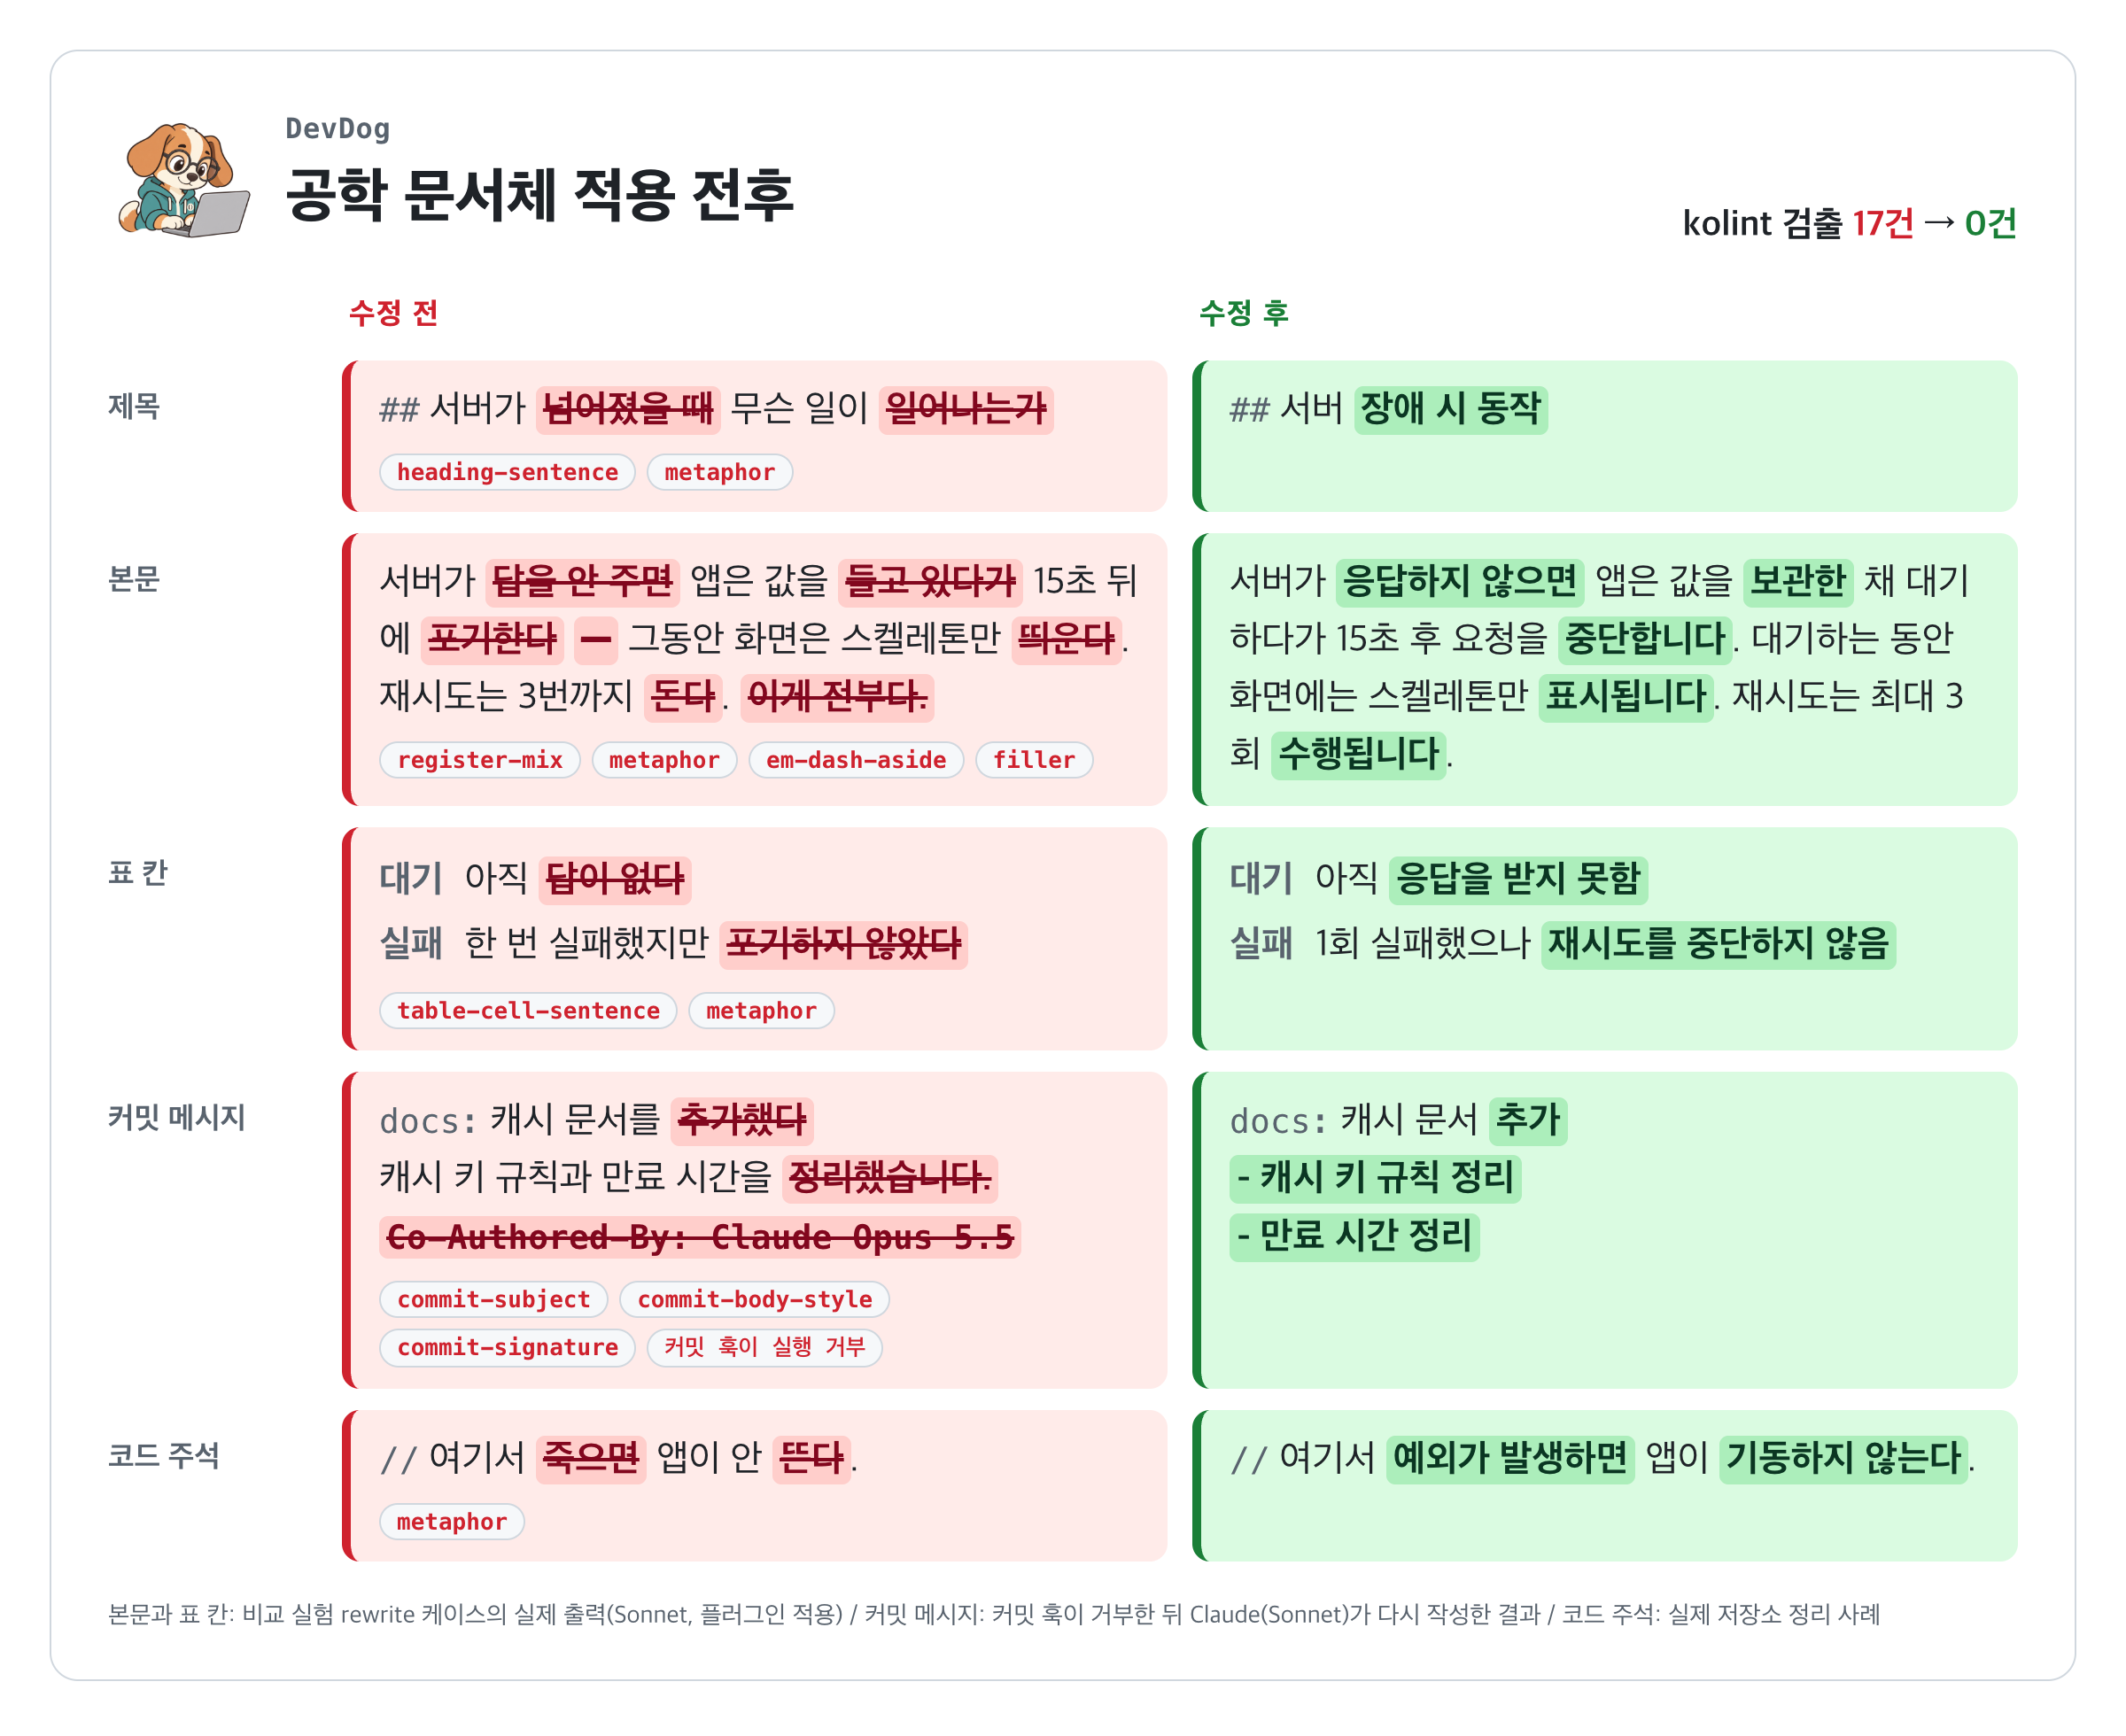 DevDog
공학 문서체 적용 전후
kolint 검출 17건 → 0건
수정 전
수정 후
제목
## 서버가 넘어졌을 때 무슨 일이 일어나는가
heading-sentence metaphor
## 서버 장애 시 동작
본문
서버가 답을 안 주면 앱은 값을 들고 있다가 15초 뒤
에 포기한다 — 그동안 화면은 스켈레톤만 띄운다.
재시도는 3번까지 돈다. 이게 전부다.
register-mix metaphor em-dash-aside filler
서버가 응답하지 않으면 앱은 값을 보관한 채 대기
하다가 15초 후 요청을 중단합니다. 대기하는 동안
화면에는 스켈레톤만 표시됩니다. 재시도는 최대 3
회 수행됩니다.
표 칸
대기 아직 답이 없다
실패 한 번 실패했지만 포기하지 않았다
table-cell-sentence metaphor
대기 아직 응답을 받지 못함
실패 1회 실패했으나 재시도를 중단하지 않음
커밋 메시지
docs: 캐시 문서를 추가했다
캐시 키 규칙과 만료 시간을 정리했습니다.
Co-Authored-By: Claude Opus 5.5
commit-subject commit-body-style
commit-signature 커밋 훅이 실행 거부
docs: 캐시 문서 추가
- 캐시 키 규칙 정리
- 만료 시간 정리
코드 주석
// 여기서 죽으면 앱이 안 뜬다.
metaphor
// 여기서 예외가 발생하면 앱이 기동하지 않는다.
본문과 표 칸: 비교 실험 rewrite 케이스의 실제 출력(Sonnet, 플러그인 적용) / 커밋 메시지: 커밋 훅이 거부한 뒤 Claude(Sonnet)가 다시 작성한 결과 / 코드 주석: 실제 저장소 정리 사례